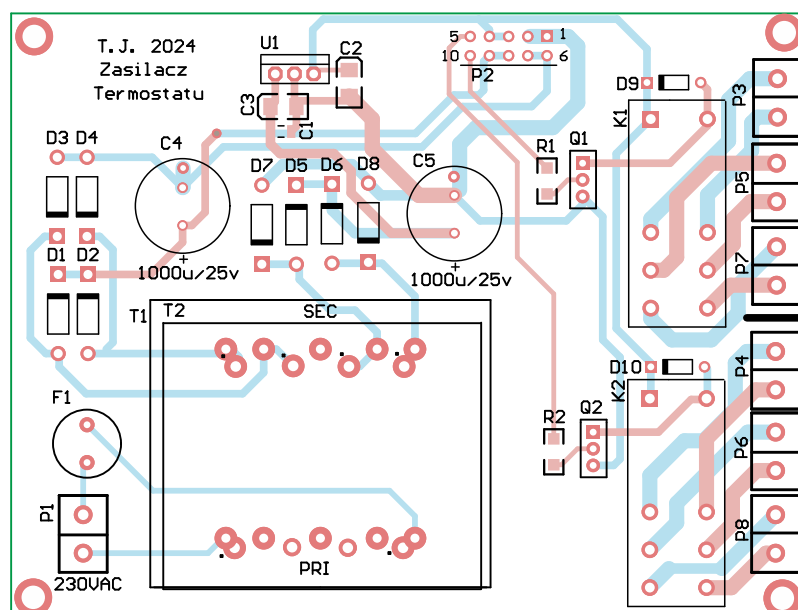 T.J. 2024
Zasilacz
Termostatu
U1
C2
5
1
10
6
P2
D9
P3
C3
C1
K1
D3 D4
C4
D7 D5 D6 D8
C5
R1
Q1
P5
1000u/25v
1000u/25v
D1 D2
P7
T1
T2
SEC
D10
P4
F1
K2
R2
Q2
P6
P1
P8
230VAC
PRI